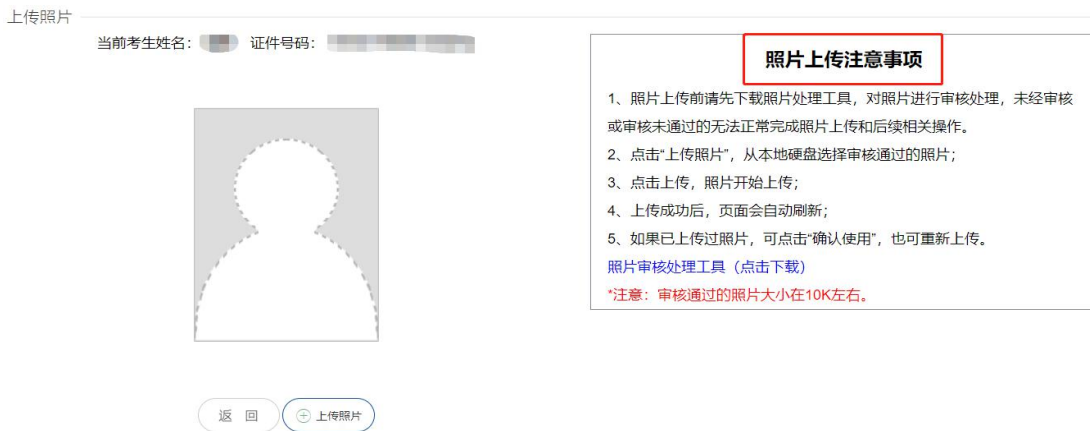 上传照片
当前考生姓名： 证件号码：
照片上传注意事项
1、照片上传前请先下载照片处理工具，对照片进行审核处理，未经审核
或审核未通过的无法正常完成照片上传和后续相关操作。
2、点击“上传照片”，从本地硬盘选择审核通过的照片；
3、点击上传，照片开始上传；
4、上传成功后，页面会自动刷新；
5、如果已上传过照片，可点击“确认使用”，也可重新上传。
照片审核处理工具（点击下载）
*注意：审核通过的照片大小在10K左右。
返 回
上传照片